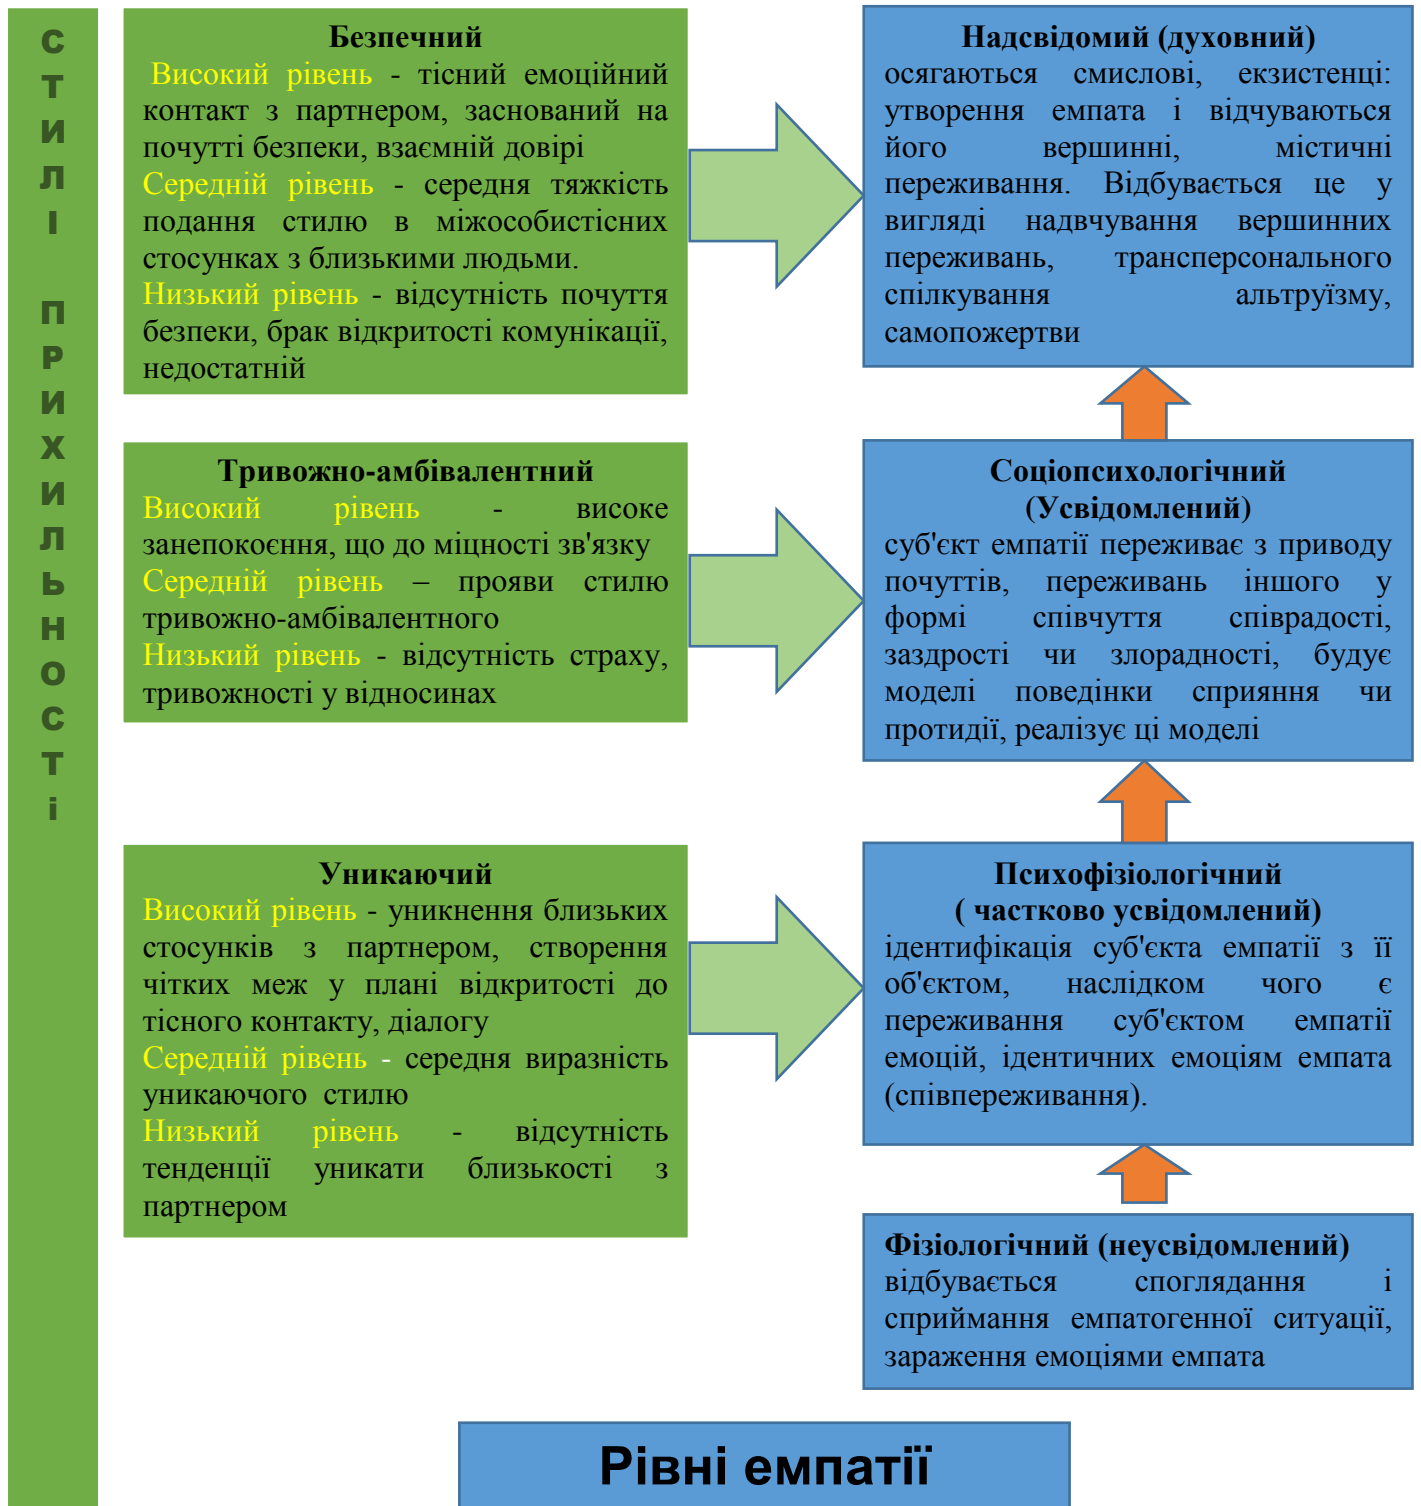 СТИЛІ ПРИХИЛЬНОСТі
Безпечний
Високий рівень - тісний емоційний
контакт з партнером, заснований на
почутті безпеки, взаємній довірі
Середній рівень - середня тяжкість
подання стилю в міжособистісних
стосунках з близькими людьми.
Низький рівень - відсутність почуття
безпеки, брак відкритості комунікації,
недостатній
Надсвідомий (духовний)
осягаються смислові, екзистенці:
утворення емпата і відчуваються
його вершинні, містичні
переживання. Відбувається це у
вигляді надвчування вершинних
переживань, трансперсонального
спілкування альтруїзму,
самопожертви
Тривожно-амбівалентний
Високий рівень - високе
занепокоєння, що до міцності зв'язку
Середній рівень – прояви стилю
тривожно-амбівалентного
Низький рівень - відсутність страху,
тривожності у відносинах
Соціопсихологічний
(Усвідомлений)
суб'єкт емпатії переживає з приводу
почуттів, переживань іншого у
формі співчуття співрадості,
заздрості чи злорадності, будує
моделі поведінки сприяння чи
протидії, реалізує ці моделі
Уникаючий
Високий рівень - уникнення близьких
стосунків з партнером, створення
чітких меж у плані відкритості до
тісного контакту, діалогу
Середній рівень - середня виразність
уникаючого стилю
Низький рівень - відсутність
тенденції уникати близькості з
партнером
Психофізіологічний
( частково усвідомлений)
ідентифікація суб'єкта емпатії з її
об'єктом, наслідком чого є
переживання суб'єктом емпатії
емоцій, ідентичних емоціям емпата
(співпереживання).
Фізіологічний (неусвідомлений)
відбувається споглядання і
сприймання емпатогенної ситуації,
зараження емоціями емпата
Рівні емпатії